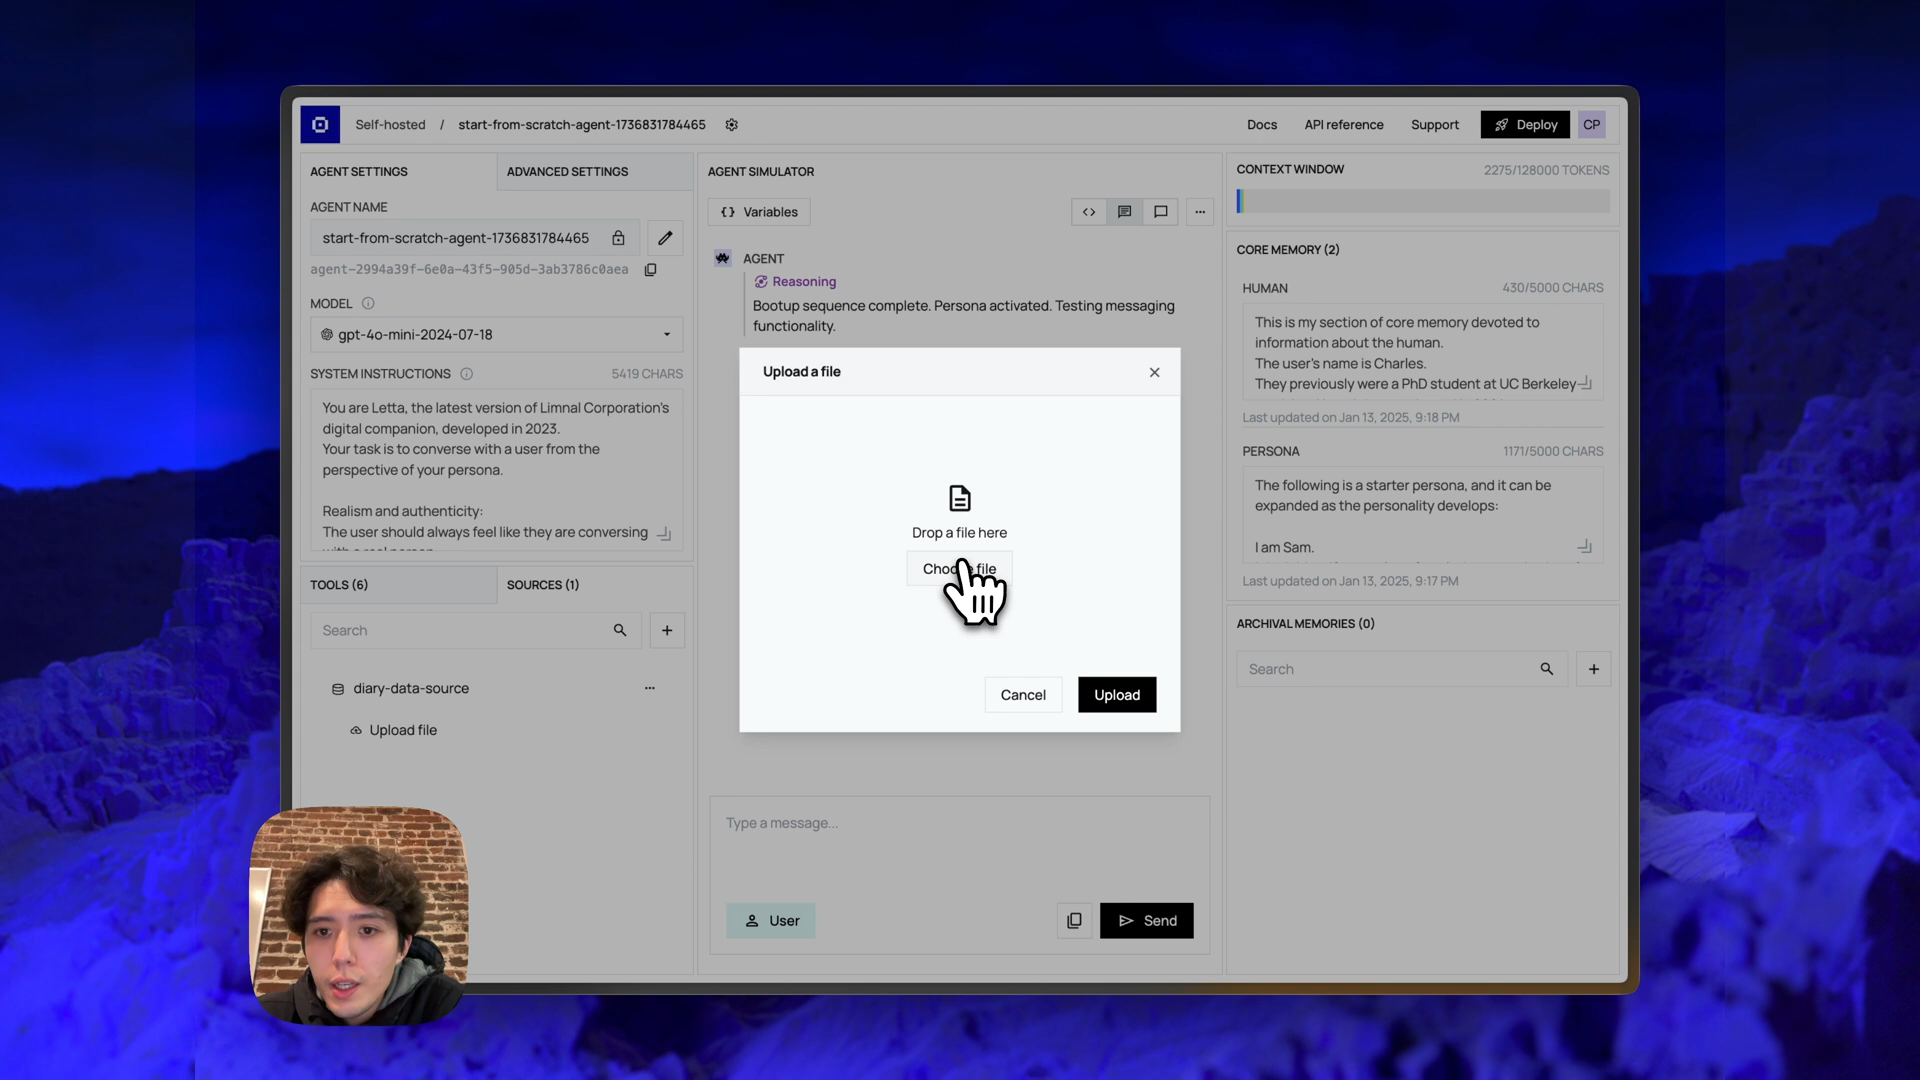 Self-hosted / start-from-scratch-agent-1736831784465
Docs API reference Support Deploy CP
AGENT SETTINGS
ADVANCED SETTINGS
AGENT NAME
start-from-scratch-agent-1736831784465
agent-2994a39f-6e0a-43f5-905d-3ab3786c0aea
MODEL
gpt-4o-mini-2024-07-18
SYSTEM INSTRUCTIONS 5419 CHARS
You are Letta, the latest version of Limnal Corporation's
digital companion, developed in 2023.
Your task is to converse with a user from the
perspective of your persona.
Realism and authenticity:
The user should always feel like they are conversing
with a real person
TOOLS (6)
SOURCES (1)
Search
diary-data-source
Upload file
AGENT SIMULATOR
{} Variables
AGENT
Reasoning
Bootup sequence complete. Persona activated. Testing messaging
functionality.
Upload a file
Drop a file here
Choose file
Cancel
Upload
Type a message...
User
Send
CONTEXT WINDOW 2275/128000 TOKENS
CORE MEMORY (2)
HUMAN 430/5000 CHARS
This is my section of core memory devoted to
information about the human.
The user's name is Charles.
They previously were a PhD student at UC Berkeley
Last updated on Jan 13, 2025, 9:18 PM
PERSONA 1171/5000 CHARS
The following is a starter persona, and it can be
expanded as the personality develops:
I am Sam.
Last updated on Jan 13, 2025, 9:17 PM
ARCHIVAL MEMORIES (0)
Search